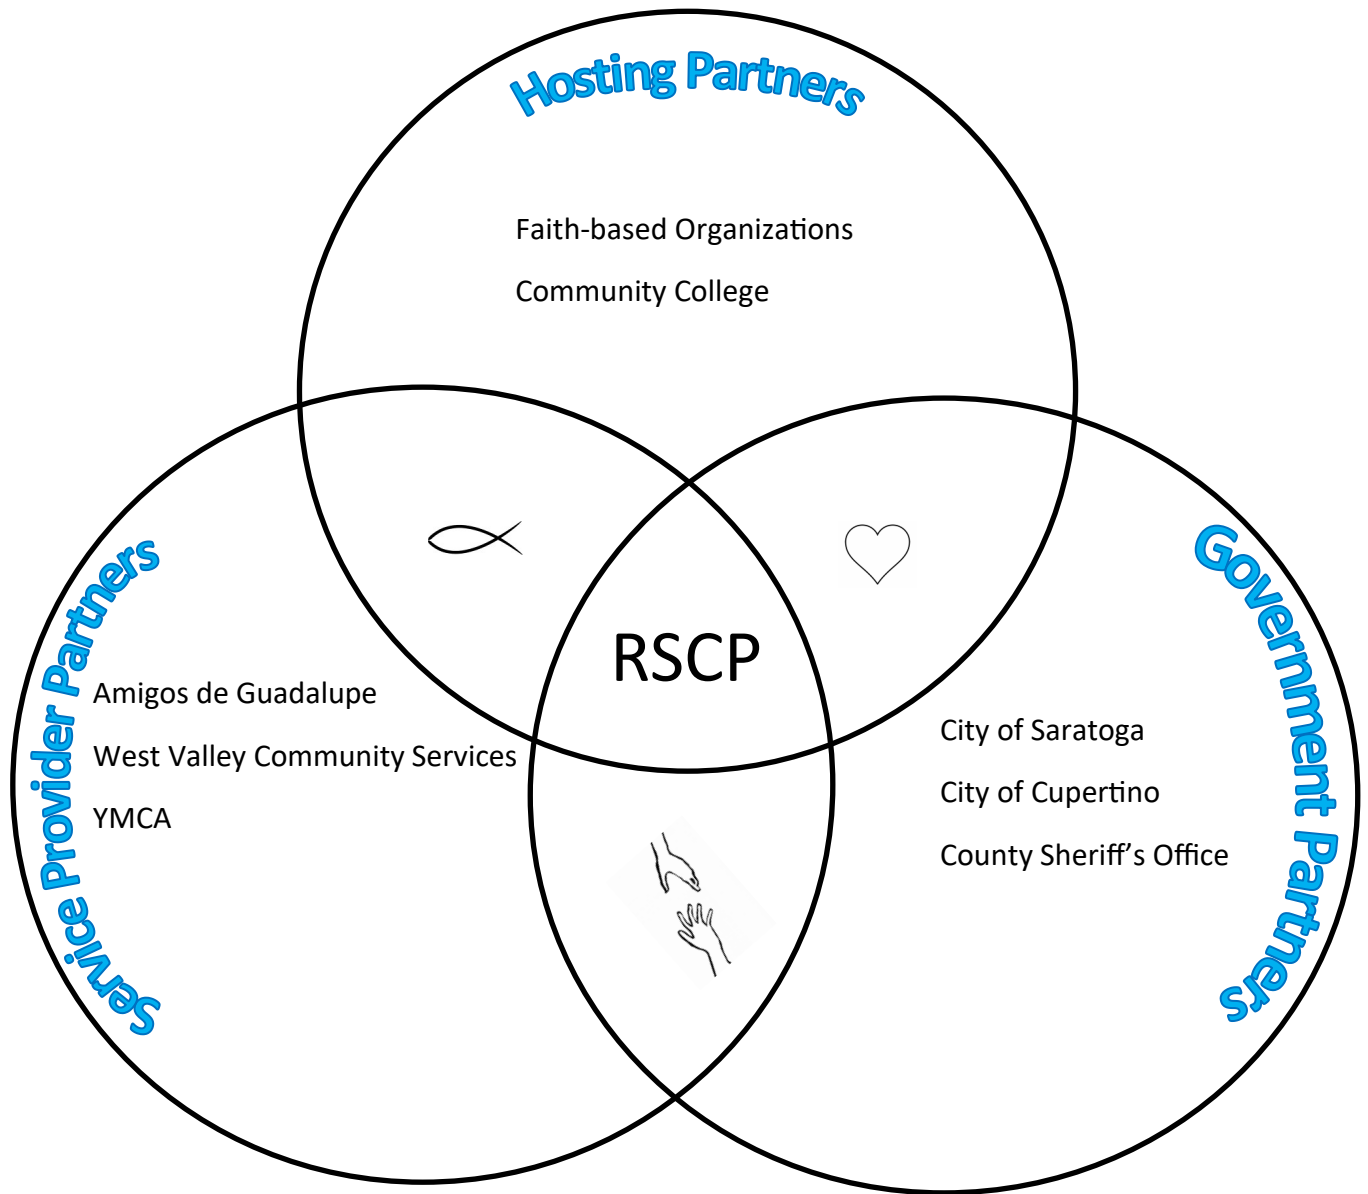 Hosting Partners
Faith-based Organizations
Community College
RSCP
Service Provider Partners
Amigos de Guadalupe
West Valley Community Services
YMCA
Government Partners
City of Saratoga
City of Cupertino
County Sheriff’s Office